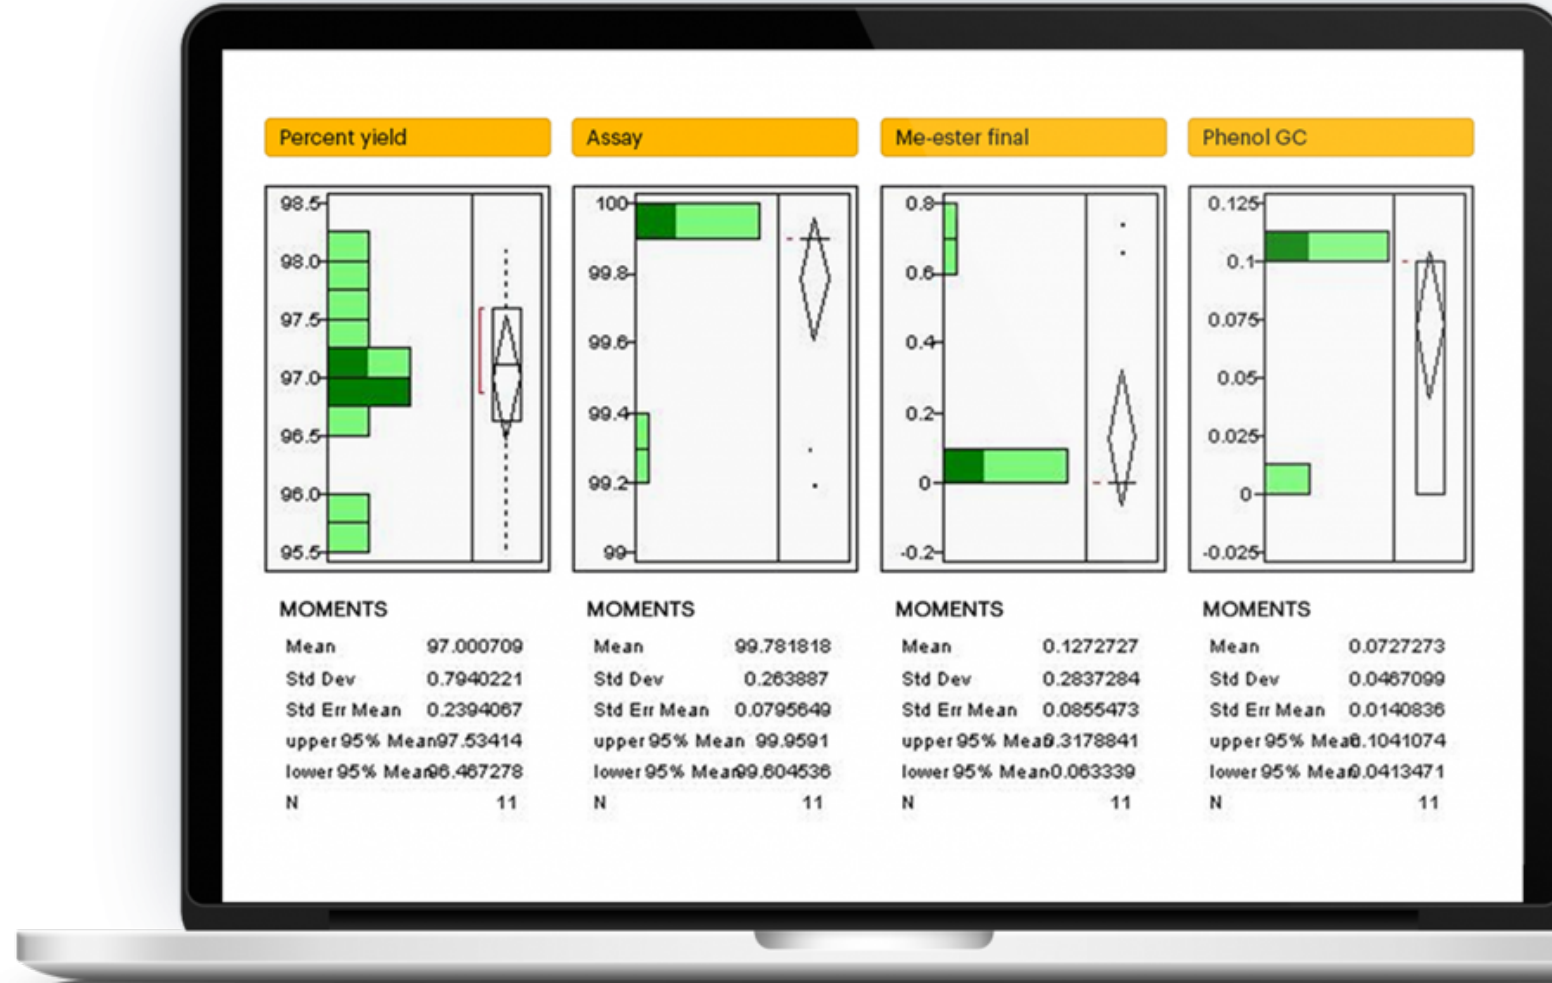 Percent yield
Assay
Me-ester final
Phenol GC
98.5
98.0
97.5
97.0
96.5
96.0
95.5
100
99.8
99.6
99.4
99.2
99
0.8
0.6
0.4
0.2
0
-0.2
0.125
0.1
0.075
0.05
0.025
0
-0.025
MOMENTS
Mean 97.000709
Std Dev 0.7940221
Std Err Mean 0.2394067
upper 95% Mean 97.53414
lower 95% Mean 96.467278
N 11
MOMENTS
Mean 99.781818
Std Dev 0.263887
Std Err Mean 0.0795649
upper 95% Mean 99.9591
lower 95% Mean 99.604536
N 11
MOMENTS
Mean 0.1272727
Std Dev 0.2837284
Std Err Mean 0.0855473
upper 95% Mean 0.3178841
lower 95% Mean -0.063339
N 11
MOMENTS
Mean 0.0727273
Std Dev 0.0467099
Std Err Mean 0.0140836
upper 95% Mean 0.1041074
lower 95% Mean 0.0413471
N 11